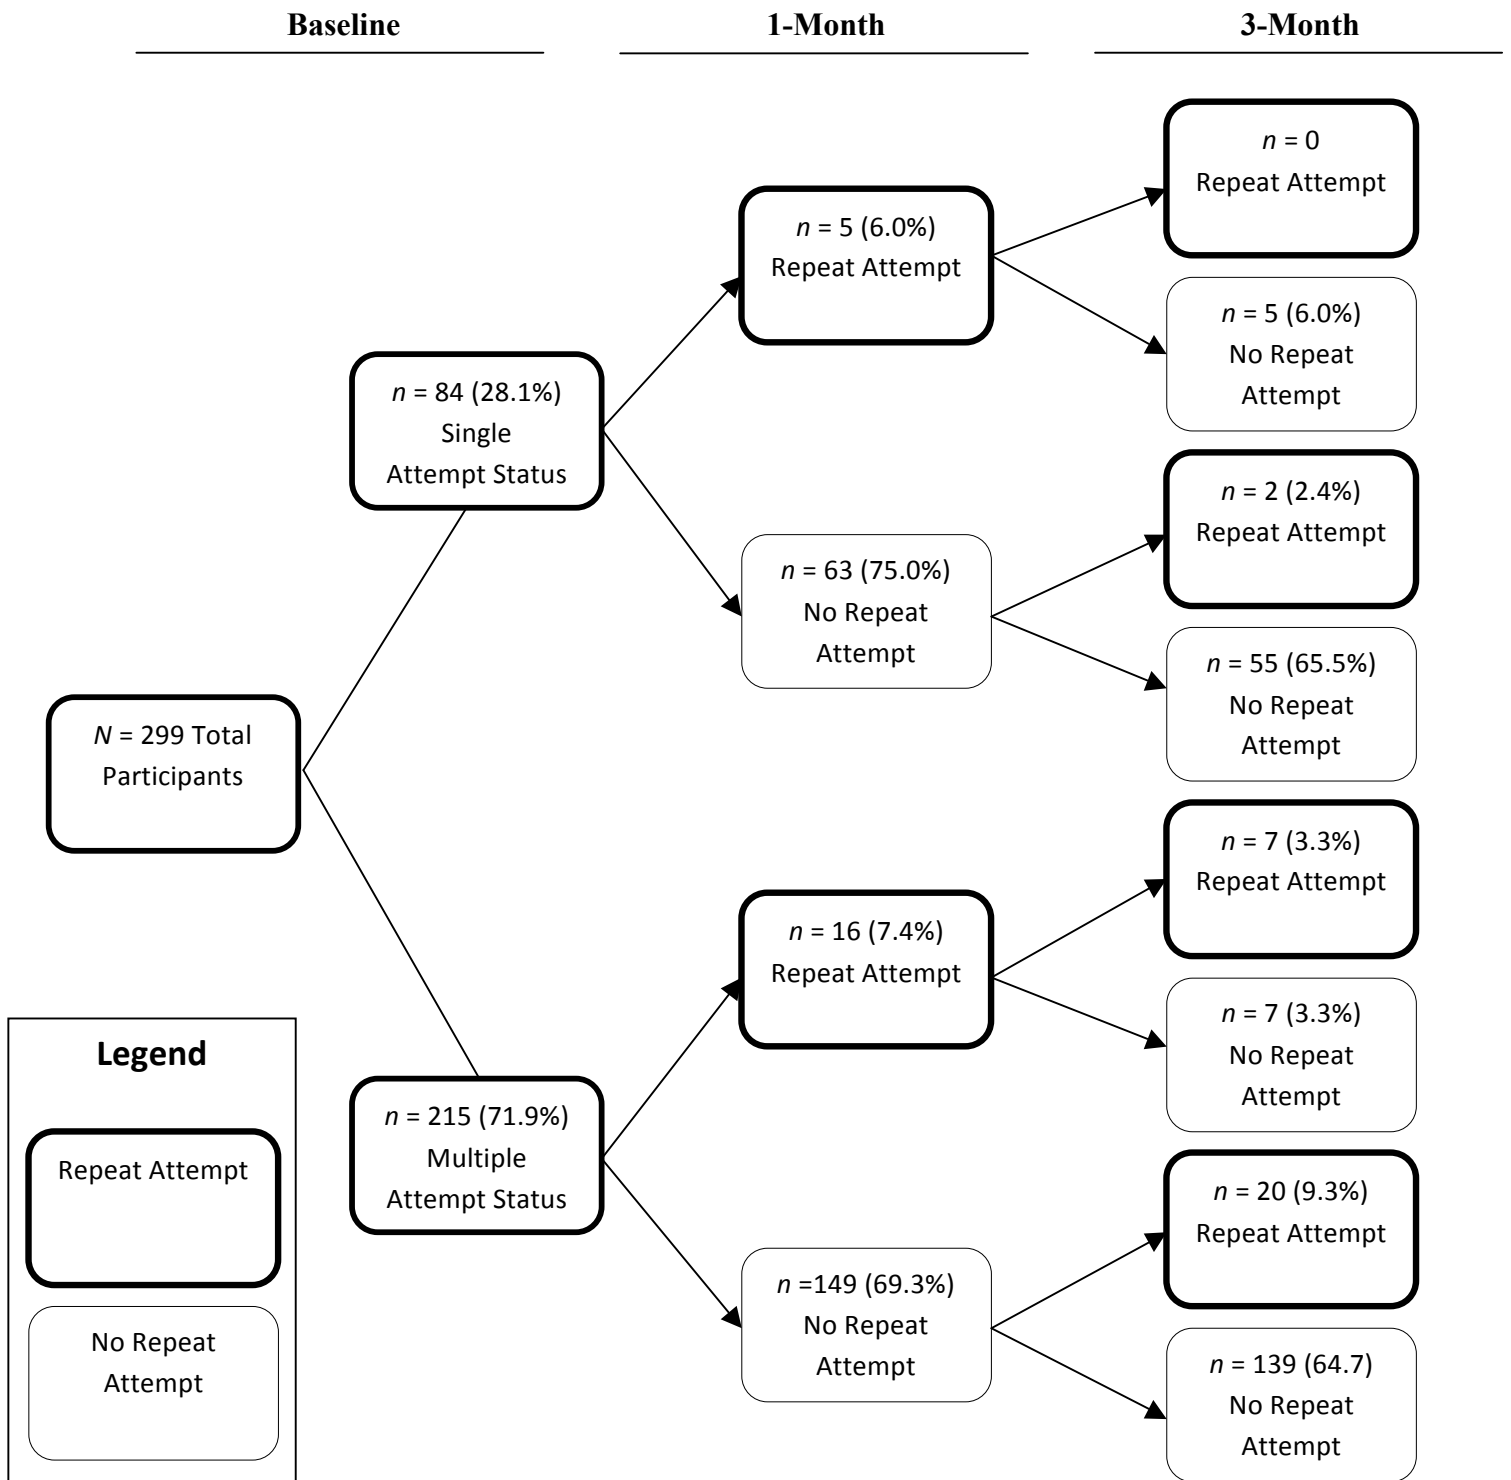 Baseline
1-Month
3-Month
N = 299 Total
Participants
n = 84 (28.1%)
Single
Attempt Status
n = 215 (71.9%)
Multiple
Attempt Status
n = 5 (6.0%)
Repeat Attempt
n = 63 (75.0%)
No Repeat
Attempt
n = 16 (7.4%)
Repeat Attempt
n =149 (69.3%)
No Repeat
Attempt
n = 0
Repeat Attempt
n = 5 (6.0%)
No Repeat
Attempt
n = 2 (2.4%)
Repeat Attempt
n = 55 (65.5%)
No Repeat
Attempt
n = 7 (3.3%)
Repeat Attempt
n = 7 (3.3%)
No Repeat
Attempt
n = 20 (9.3%)
Repeat Attempt
n = 139 (64.7)
No Repeat
Attempt
Legend
Repeat Attempt
No Repeat
Attempt